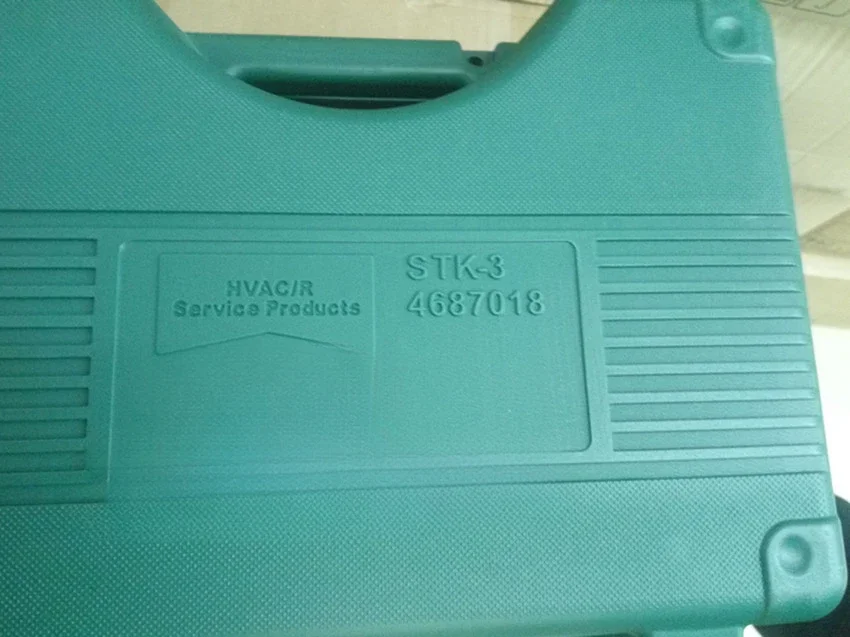 HVAC/R
Service Products
STK-3
4687018